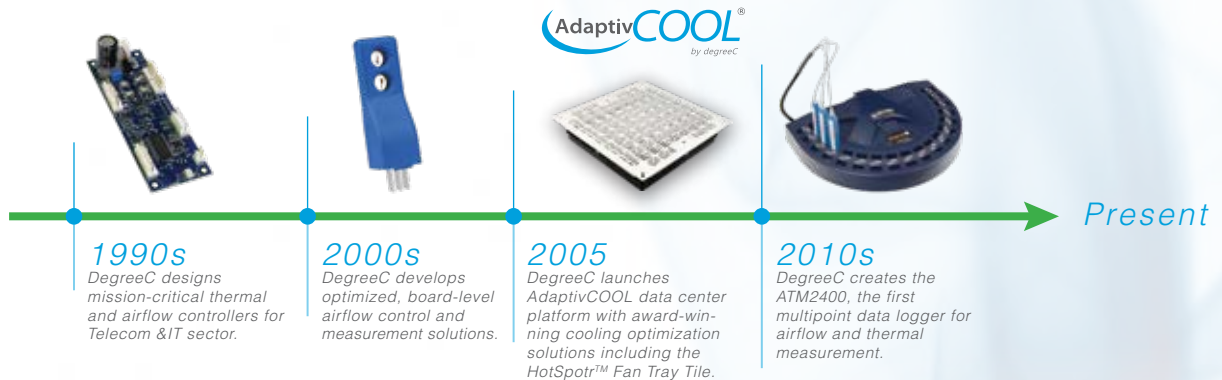 AdaptivCOOL®
by degreeC
Present
1990s
DegreeC designs
mission-critical thermal
and airflow controllers for
Telecom &IT sector.
2000s
DegreeC develops
optimized, board-level
airflow control and
measurement solutions.
2005
DegreeC launches
AdaptivCOOL data center
platform with award-win-
ning cooling optimization
solutions including the
HotSpotr™ Fan Tray Tile.
2010s
DegreeC creates the
ATM2400, the first
multipoint data logger for
airflow and thermal
measurement.